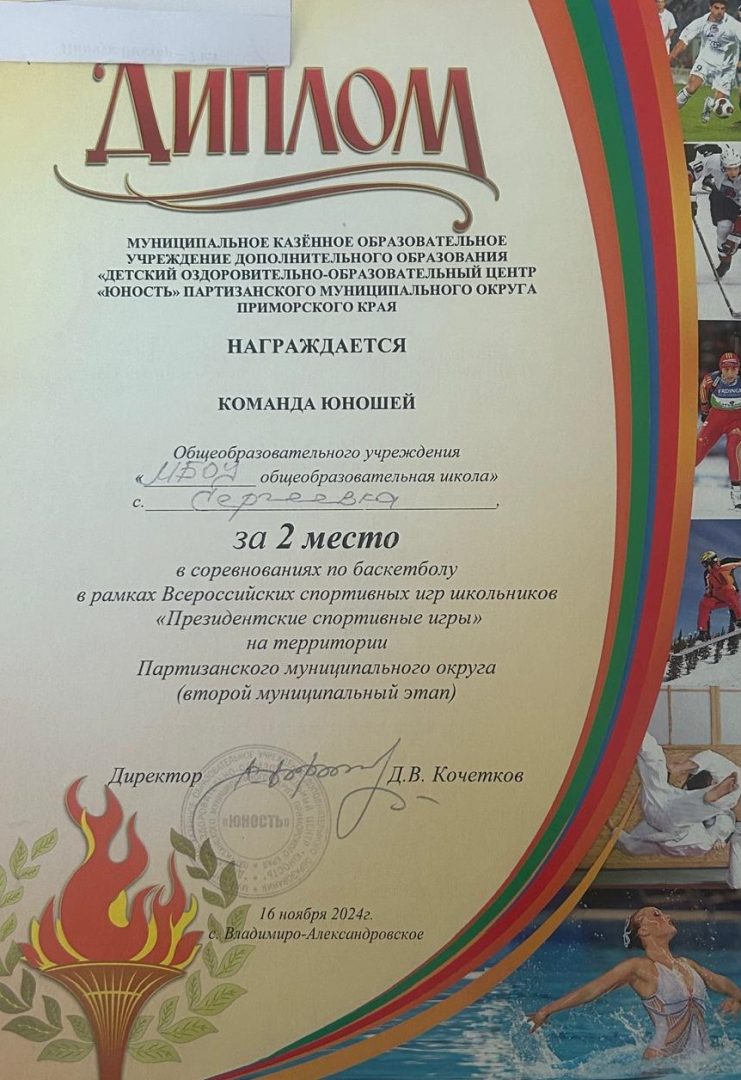 ДИПЛОМ
МУНИЦИПАЛЬНОЕ КАЗЁННОЕ ОБРАЗОВАТЕЛЬНОЕ
УЧРЕЖДЕНИЕ ДОПОЛНИТЕЛЬНОГО ОБРАЗОВАНИЯ
«ДЕТСКИЙ ОЗДОРОВИТЕЛЬНО-ОБРАЗОВАТЕЛЬНЫЙ ЦЕНТР
«ЮНОСТЬ» ПАРТИЗАНСКОГО МУНИЦИПАЛЬНОГО ОКРУГА
ПРИМОРСКОГО КРАЯ
НАГРАЖДАЕТСЯ
КОМАНДА ЮНОШЕЙ
Общеобразовательного учреждения
«МБОУ общеобразовательная школа»
с. Сергеевка,
за 2 место
в соревнованиях по баскетболу
в рамках Всероссийских спортивных игр школьников
«Президентские спортивные игры»
на территории
Партизанского муниципального округа
(второй муниципальный этап)
Директор Д.В. Кочетков
«ЮНОСТЬ»
16 ноября 2024г.
с. Владимиро-Александровское